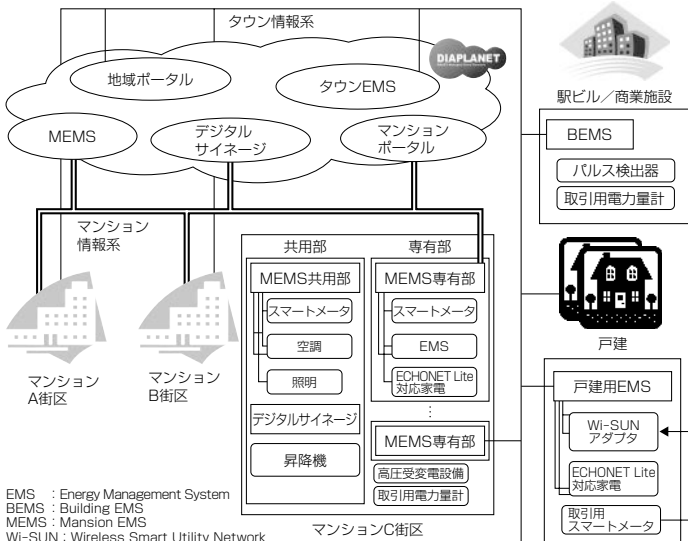 タウン情報系
DIAPLANET
地域ポータル
タウンEMS
MEMS
デジタル
サイネージ
マンション
ポータル
駅ビル／商業施設
BEMS
パルス検出器
取引用電力量計
マンション
情報系
マンション
A街区
マンション
B街区
共用部
MEMS共用部
スマートメータ
空調
照明
デジタルサイネージ
昇降機
専有部
MEMS専有部
スマートメータ
EMS
ECHONET Lite
対応家電
⋮
MEMS専有部
高圧受変電設備
取引用電力量計
マンションC街区
戸建
戸建用EMS
Wi-SUN
アダプタ
ECHONET Lite
対応家電
取引用
スマートメータ
EMS : Energy Management System
BEMS : Building EMS
MEMS : Mansion EMS
Wi-SUN : Wireless Smart Utility Network